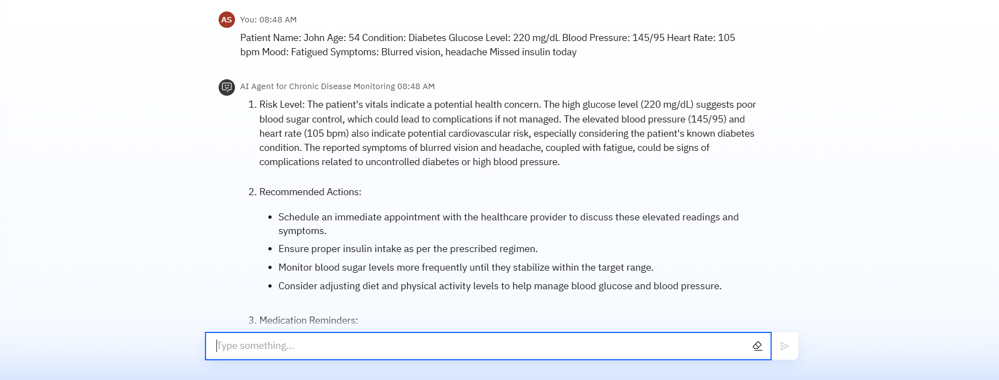 AS You: 08:48 AM
Patient Name: John Age: 54 Condition: Diabetes Glucose Level: 220 mg/dL Blood Pressure: 145/95 Heart Rate: 105
bpm Mood: Fatigued Symptoms: Blurred vision, headache Missed insulin today
AI Agent for Chronic Disease Monitoring 08:48 AM
1. Risk Level: The patient's vitals indicate a potential health concern. The high glucose level (220 mg/dL) suggests poor
blood sugar control, which could lead to complications if not managed. The elevated blood pressure (145/95) and
heart rate (105 bpm) also indicate potential cardiovascular risk, especially considering the patient's known diabetes
condition. The reported symptoms of blurred vision and headache, coupled with fatigue, could be signs of
complications related to uncontrolled diabetes or high blood pressure.
2. Recommended Actions:
• Schedule an immediate appointment with the healthcare provider to discuss these elevated readings and
symptoms.
• Ensure proper insulin intake as per the prescribed regimen.
• Monitor blood sugar levels more frequently until they stabilize within the target range.
• Consider adjusting diet and physical activity levels to help manage blood glucose and blood pressure.
3. Medication Reminders:
Type something...